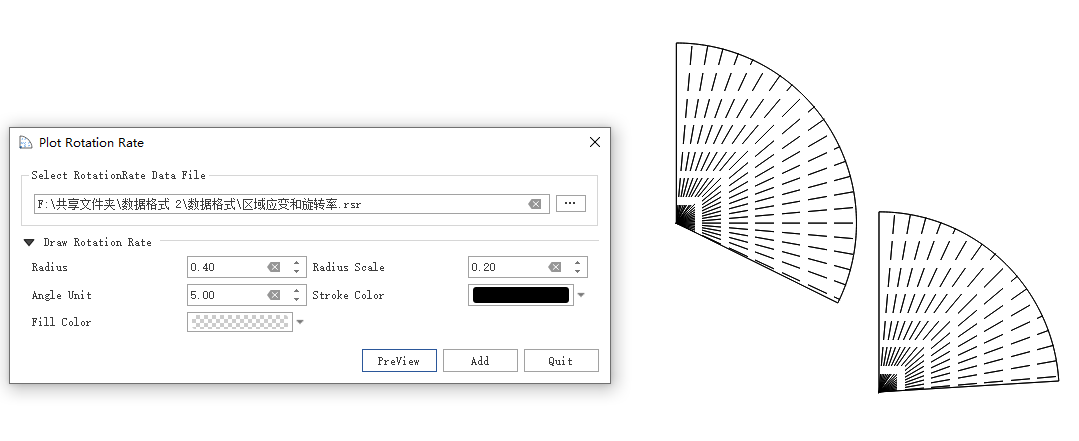 Plot Rotation Rate
Select RotationRate Data File
F:\共享文件夹\数据格式 2\数据格式\区域应变和旋转率.rsr
...
Draw Rotation Rate
Radius 0.40 Radius Scale 0.20
Angle Unit 5.00 Stroke Color
Fill Color
PreView Add Quit